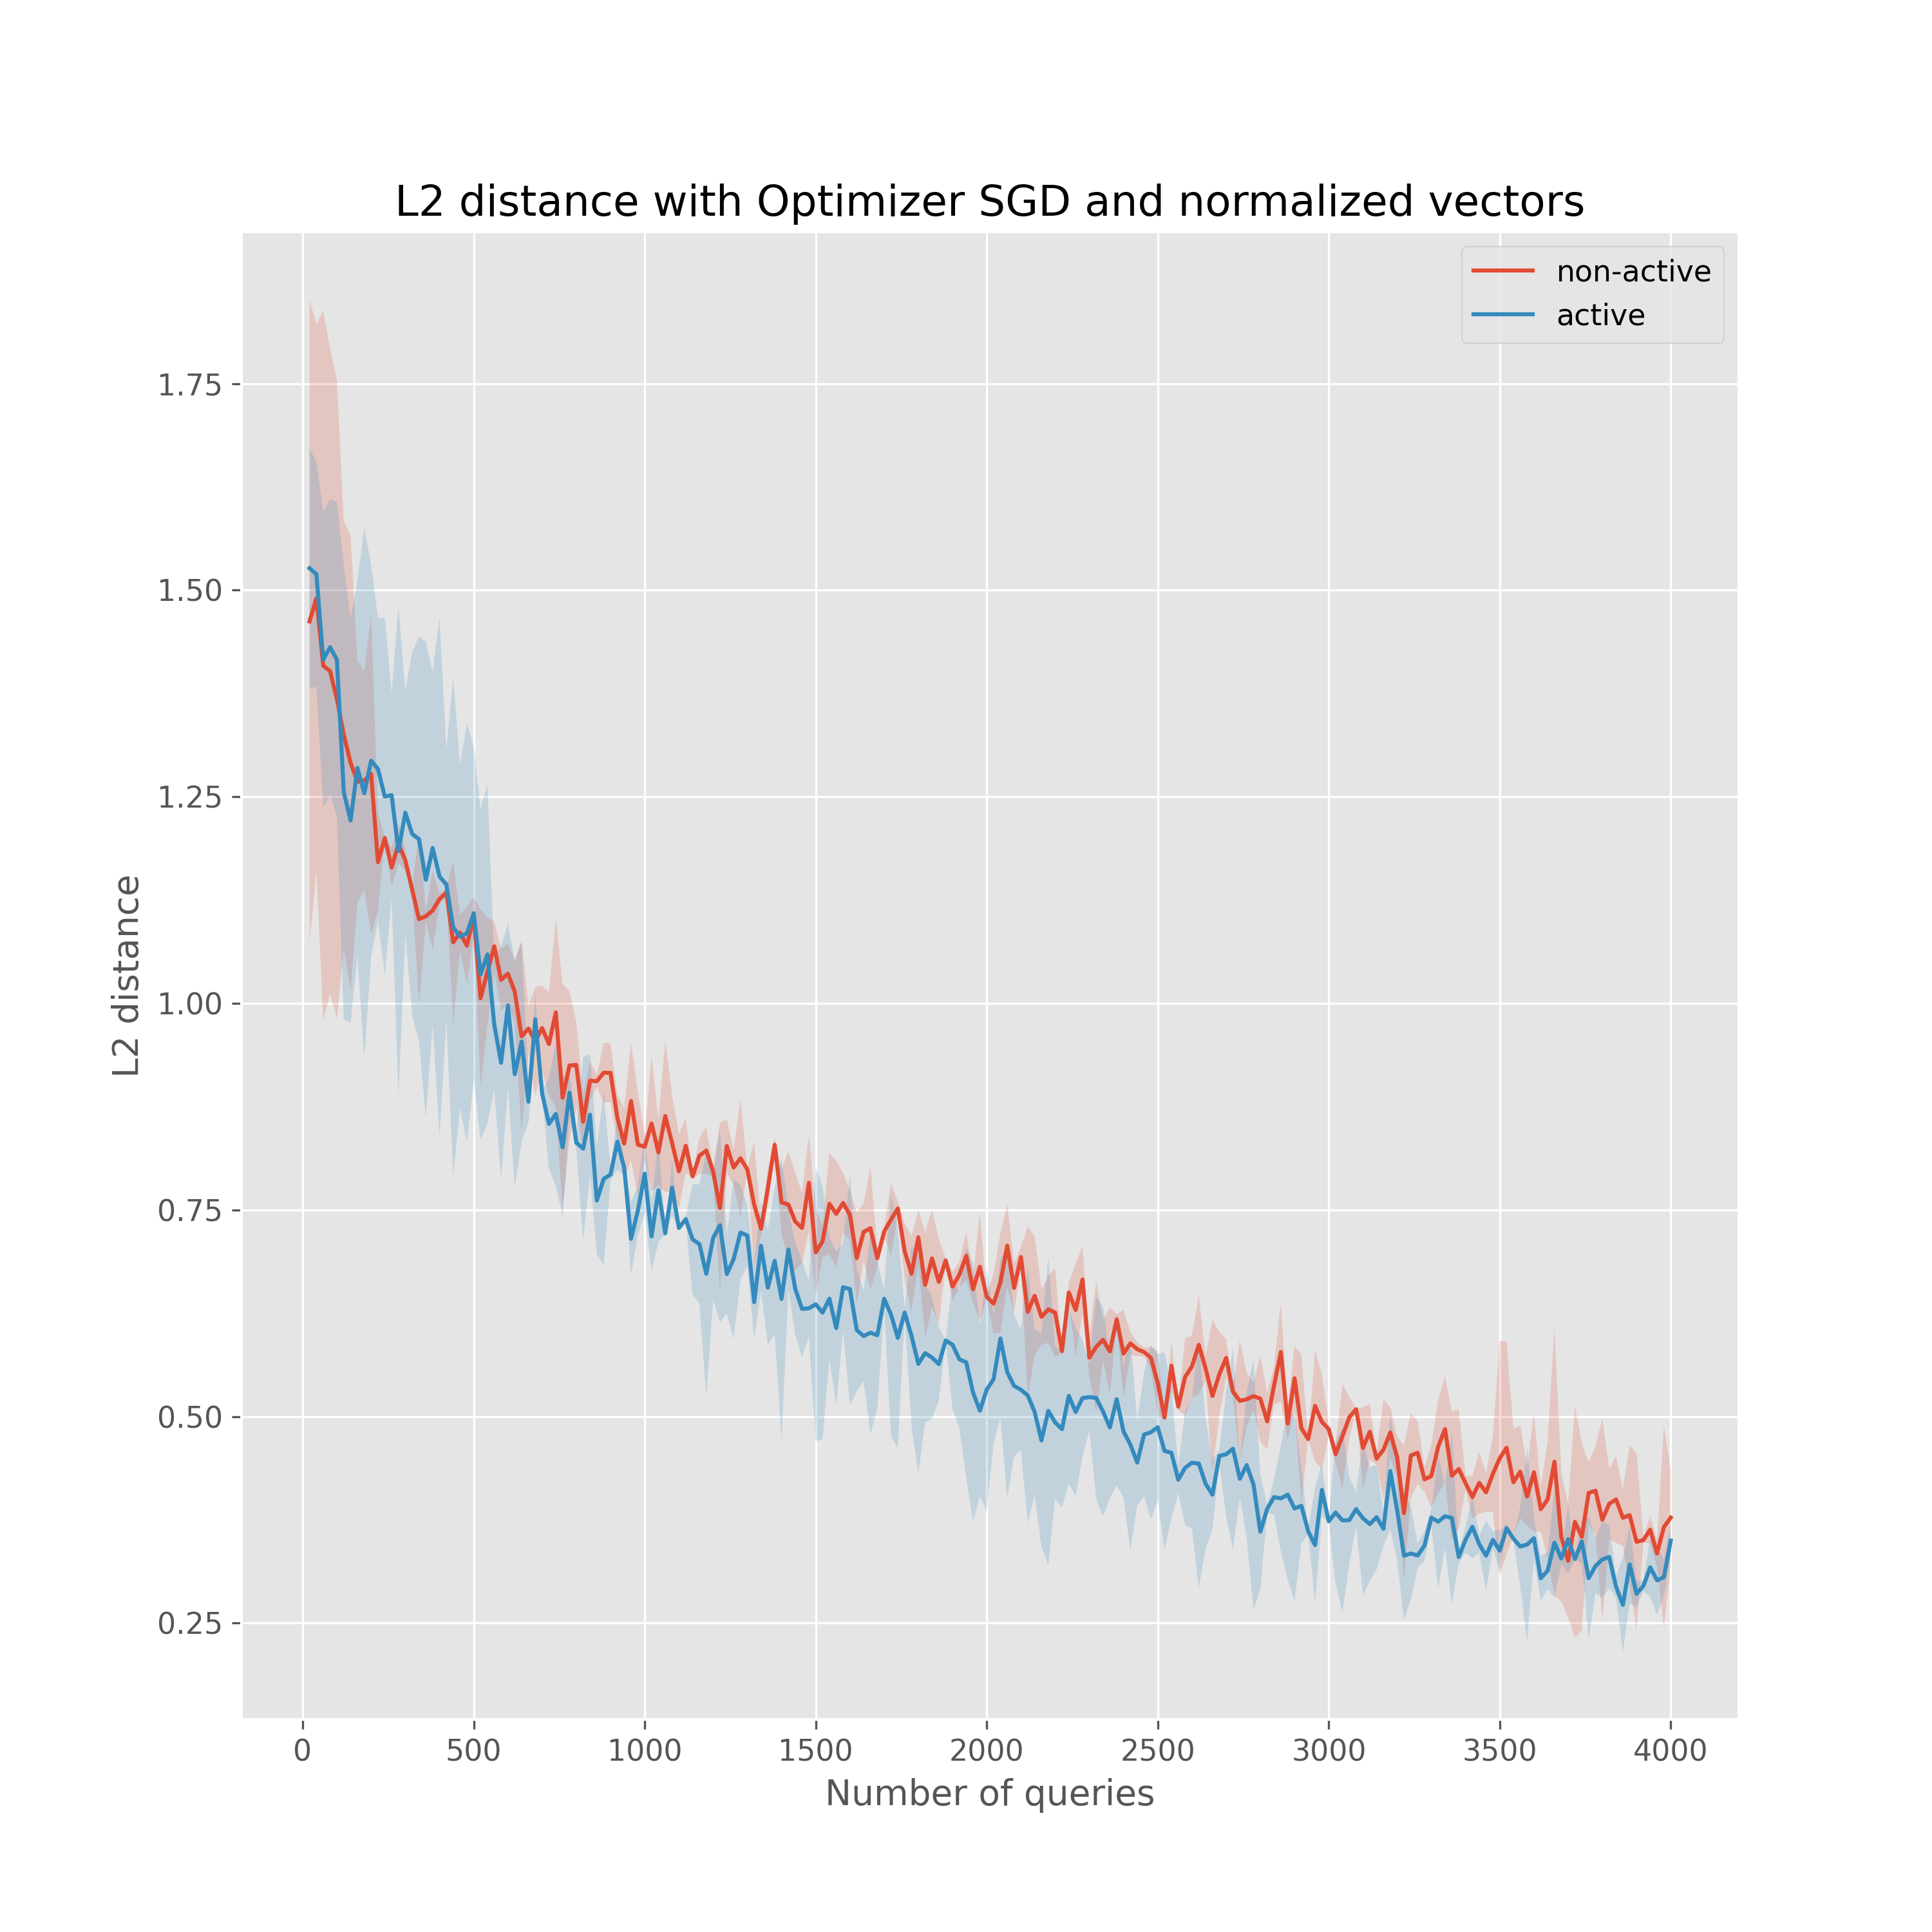 L2 distance with Optimizer SGD and normalized vectors
non-active
active
1.75
1.50
1.25
1.00
0.75
0.50
0.25
L2 distance
0 500 1000 1500 2000 2500 3000 3500 4000
Number of queries